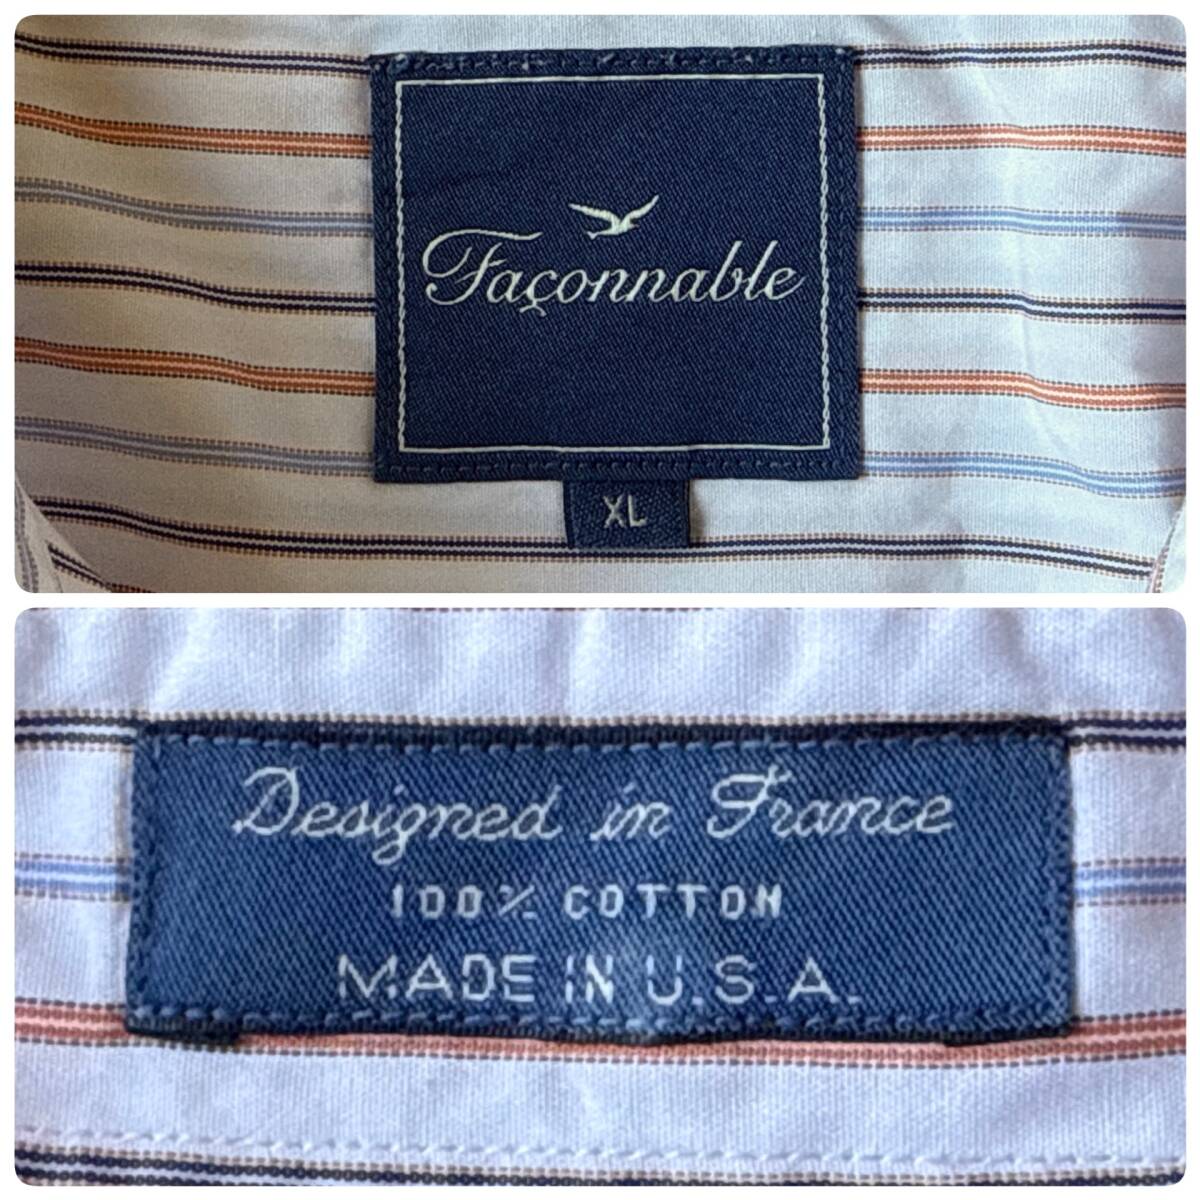 Façonnable
XL
Designed in France
100% COTTON
MADE IN U.S.A.